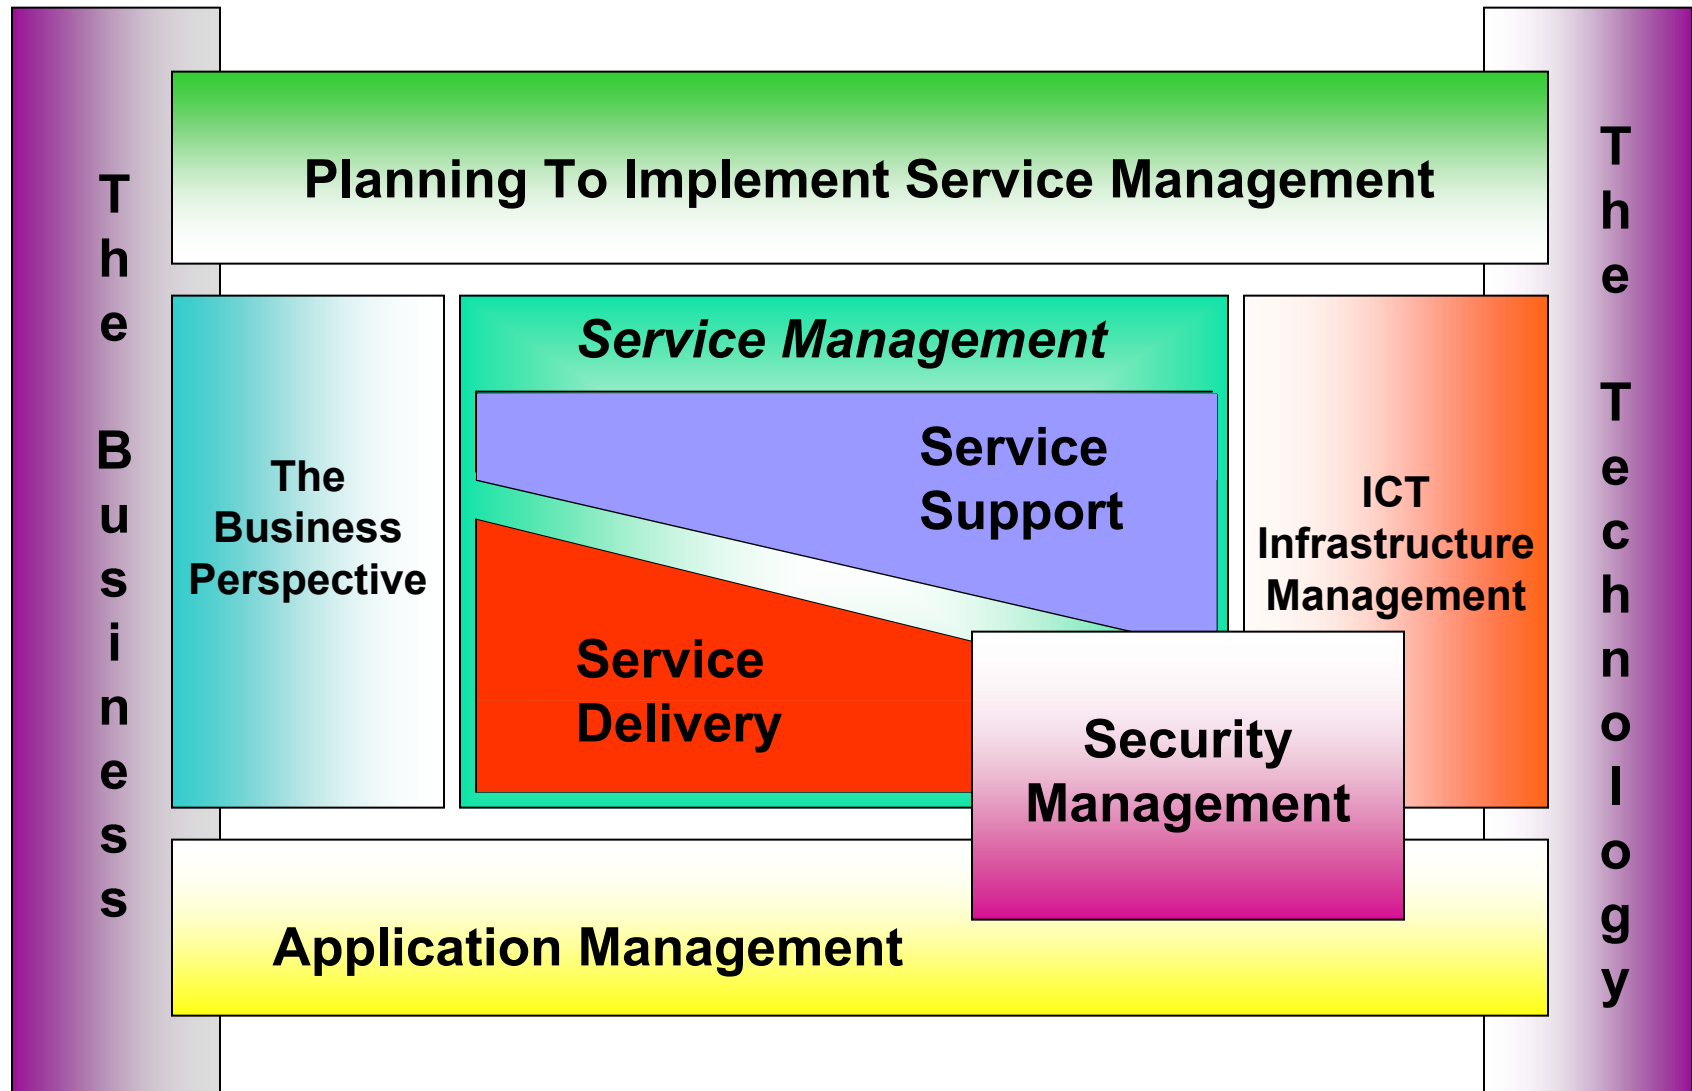 The Business
Planning To Implement Service Management
The Technology
The
Business
Perspective
Service Management
Service
Support
Service
Delivery
ICT
Infrastructure
Management
Security
Management
Application Management